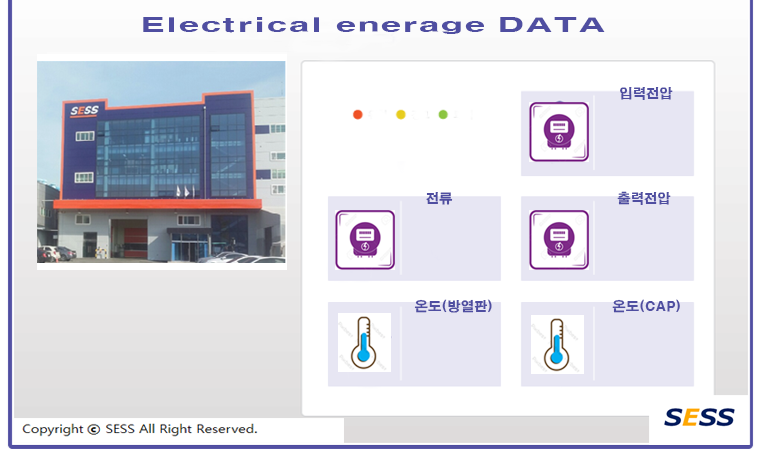 Electrical enerage DATA
SESS
입력전압
전류
출력전압
온도(방열판)
온도(CAP)
SESS
Copyright ⓒ SESS All Right Reserved.